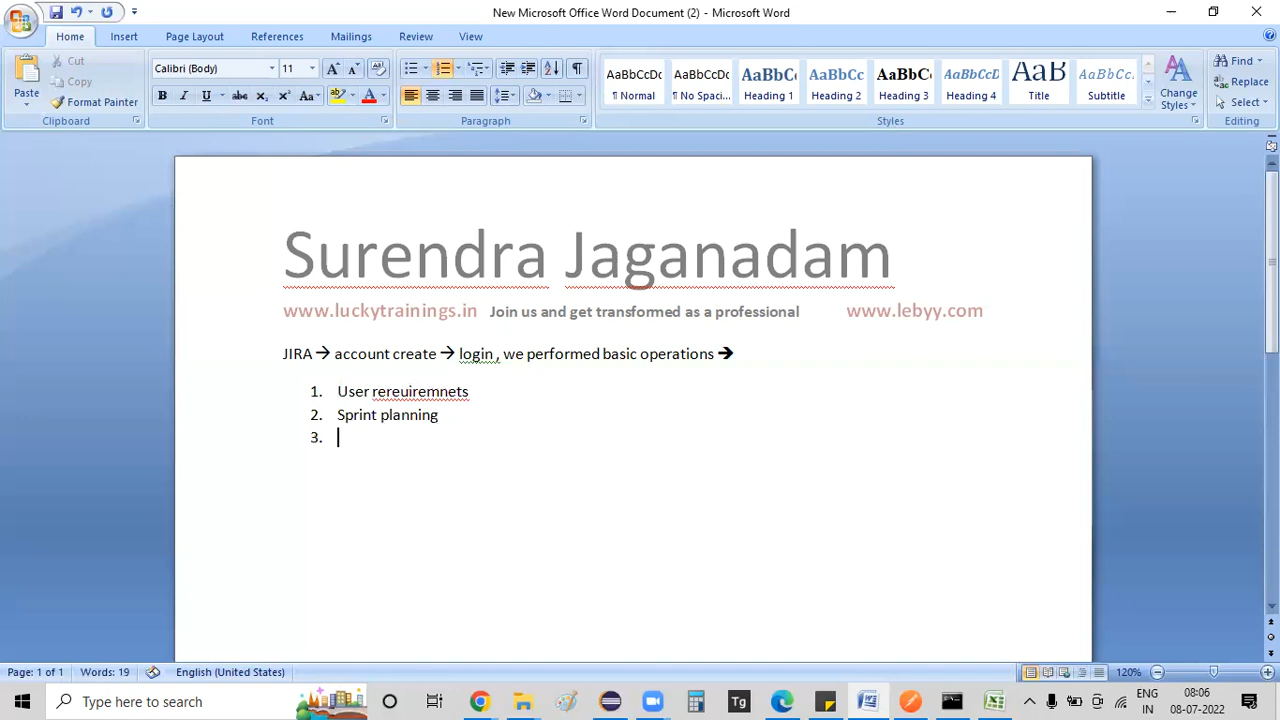 New Microsoft Office Word Document (2) - Microsoft Word
Home Insert Page Layout References Mailings Review View
Paste
Cut
Copy
Format Painter
Clipboard
Calibri (Body) 11
Font
Paragraph
AaBbCcDc AaBbCcDc AaBbC AaBbCc AaBbCc AaBbCcD AaB AaBbCcL
¶ Normal ¶ No Spaci... Heading 1 Heading 2 Heading 3 Heading 4 Title Subtitle
Change Styles
Styles
Find
Replace
Select
Editing
Surendra Jaganadam
www.luckytrainings.in Join us and get transformed as a professional www.lebyy.com
JIRA → account create → login , we performed basic operations ➔
1. User rereuiremnets
2. Sprint planning
3.
Page: 1 of 1 Words: 19 English (United States) 120%
Type here to search
Tg
ENG
IN
08:06
08-07-2022